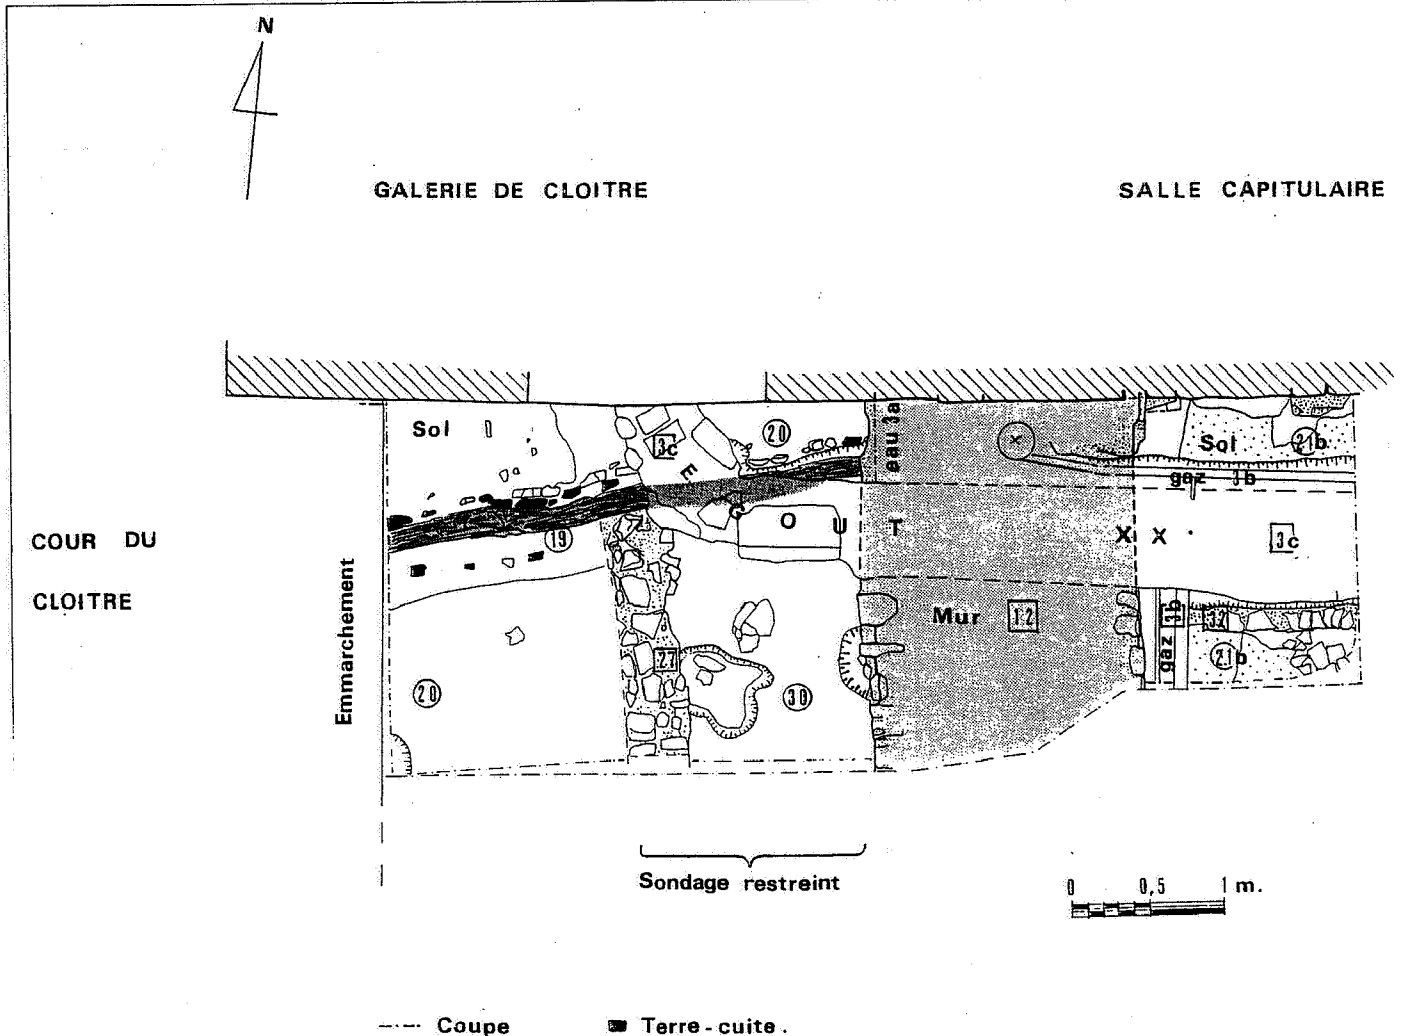 N
GALERIE DE CLOITRE
SALLE CAPITULAIRE
Sol
3c
20
eau 3a
Sol
21b
gaz 3b
E G O U T
19
X X
3c
COUR DU
CLOITRE
Emmarchement
Mur 12
gaz 3b
32
21b
27
20
30
Sondage restreint
0 0,5 1 m.
Coupe
Terre-cuite.